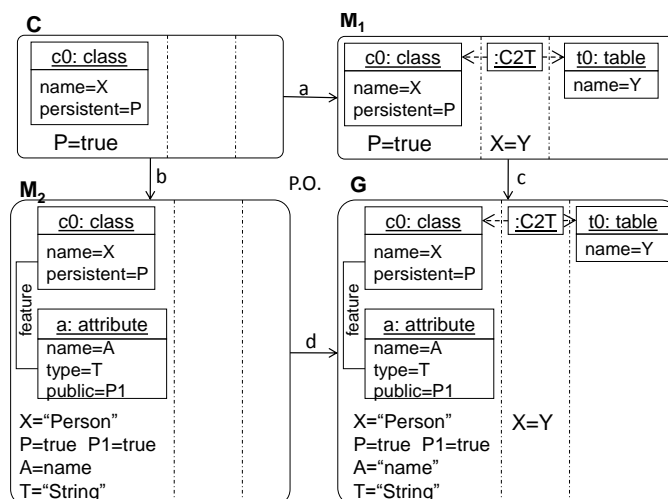 C
c0: class
name=X
persistent=P
P=true
a
M1
c0: class
:C2T
t0: table
name=X
persistent=P
name=Y
P=true
X=Y
b
P.O.
c
M2
c0: class
name=X
persistent=P
feature
a: attribute
name=A
type=T
public=P1
X=“Person”
P=true P1=true
A=name
T=“String”
d
G
c0: class
:C2T
t0: table
name=X
persistent=P
name=Y
feature
a: attribute
name=A
type=T
public=P1
X=“Person”
P=true P1=true
A=“name”
T=“String”
X=Y